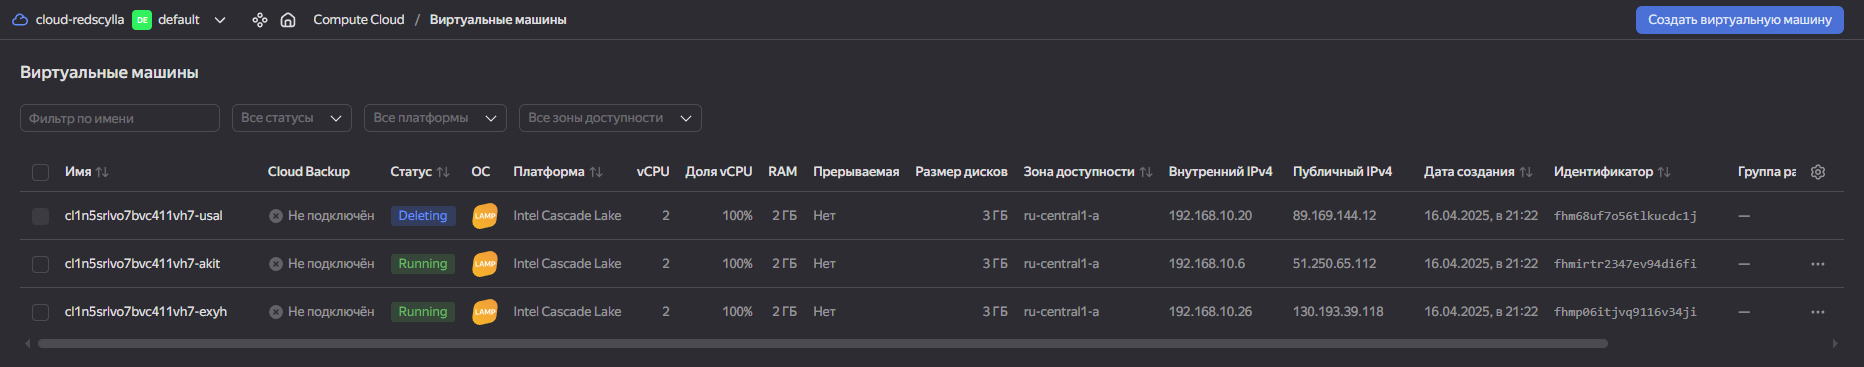 cloud-redscylla DE default Compute Cloud / Виртуальные машины Создать виртуальную машину
Виртуальные машины
Фильтр по имени Все статусы Все платформы Все зоны доступности
Имя Cloud Backup Статус ОС Платформа vCPU Доля vCPU RAM Прерываемая Размер дисков Зона доступности Внутренний IPv4 Публичный IPv4 Дата создания Идентификатор Группа ра
cl1n5srlvo7bvc411vh7-usal Не подключён Deleting LAMP Intel Cascade Lake 2 100% 2 ГБ Нет 3 ГБ ru-central1-a 192.168.10.20 89.169.144.12 16.04.2025, в 21:22 fhm68uf7o56tlkucdc1j —
cl1n5srlvo7bvc411vh7-akit Не подключён Running LAMP Intel Cascade Lake 2 100% 2 ГБ Нет 3 ГБ ru-central1-a 192.168.10.6 51.250.65.112 16.04.2025, в 21:22 fhmirtr2347ev94di6fi — ...
cl1n5srlvo7bvc411vh7-exyh Не подключён Running LAMP Intel Cascade Lake 2 100% 2 ГБ Нет 3 ГБ ru-central1-a 192.168.10.26 130.193.39.118 16.04.2025, в 21:22 fhmp06itjvq9116v34ji — ...